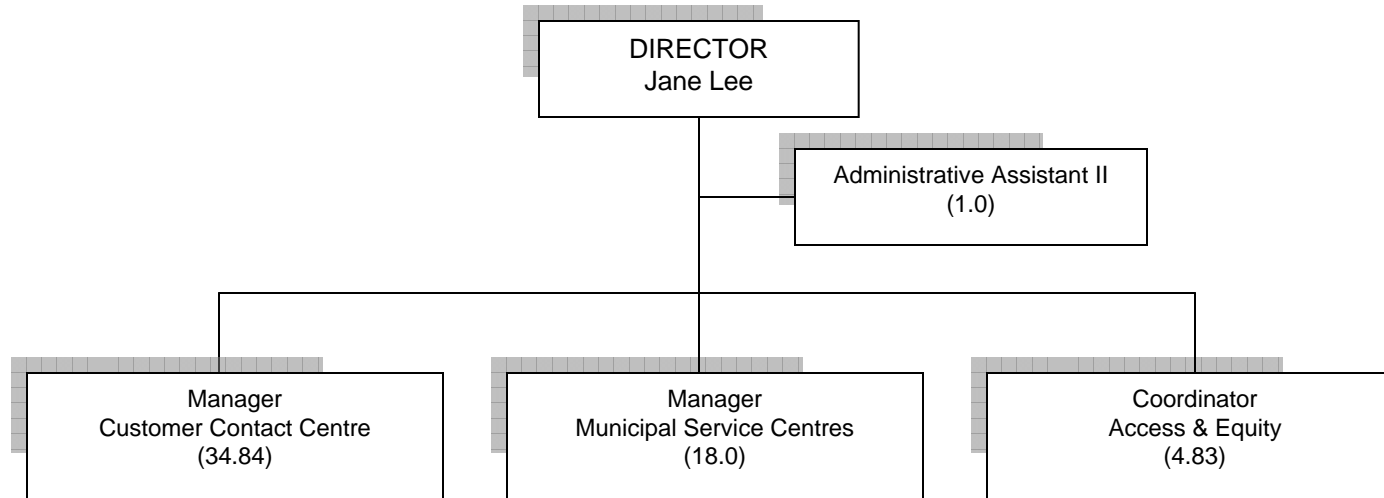 DIRECTOR
Jane Lee
Administrative Assistant II
(1.0)
Manager
Customer Contact Centre
(34.84)
Manager
Municipal Service Centres
(18.0)
Coordinator
Access & Equity
(4.83)